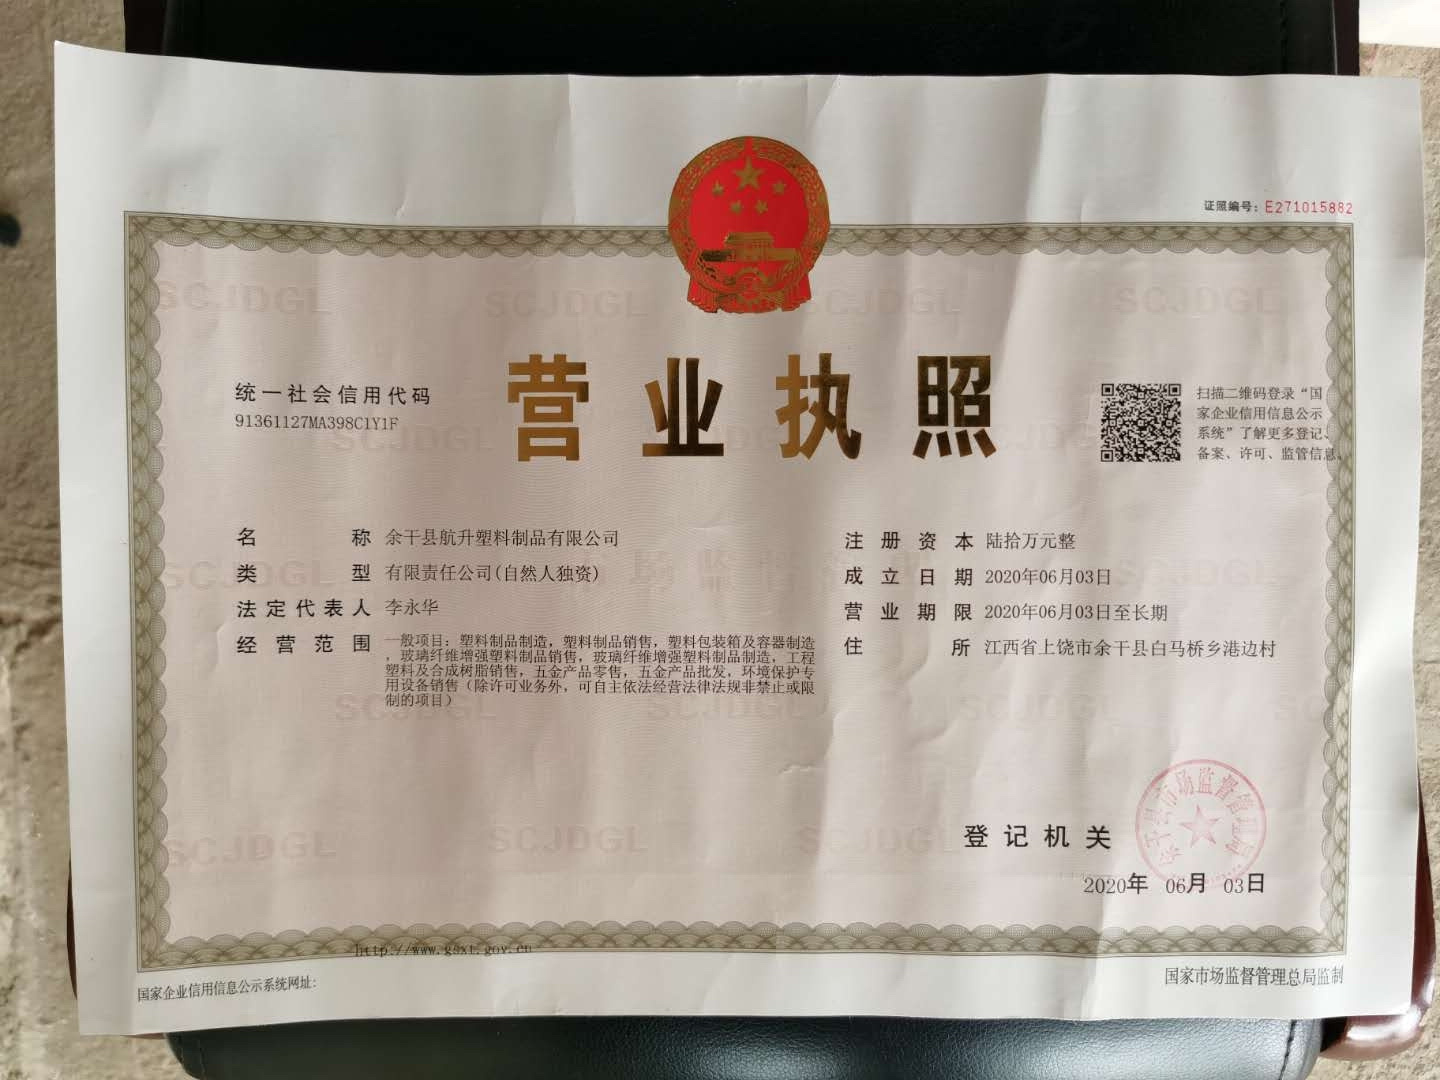 证照编号：E271015882
营业执照
统一社会信用代码
91361127MA398C1Y1F
扫描二维码登录“国
家企业信用信息公示
系统”了解更多登记、
备案、许可、监管信息。
名称 余干县航升塑料制品有限公司
类型 有限责任公司(自然人独资)
法定代表人 李永华
经营范围 一般项目：塑料制品制造，塑料制品销售，塑料包装箱及容器制造
，玻璃纤维增强塑料制品销售，玻璃纤维增强塑料制品制造，工程
塑料及合成树脂销售，五金产品零售，五金产品批发，环境保护专
用设备销售（除许可业务外，可自主依法经营法律法规非禁止或限
制的项目）
注册资本 陆拾万元整
成立日期 2020年06月03日
营业期限 2020年06月03日至长期
住所 江西省上饶市余干县白马桥乡港边村
登记机关
余干县市场监督管理局
2020年 06月 03日
http://www.gsxt.gov.cn
国家企业信用信息公示系统网址:
国家市场监督管理总局监制
SCJDGL SCJDGL SCJDGL SCJDGL